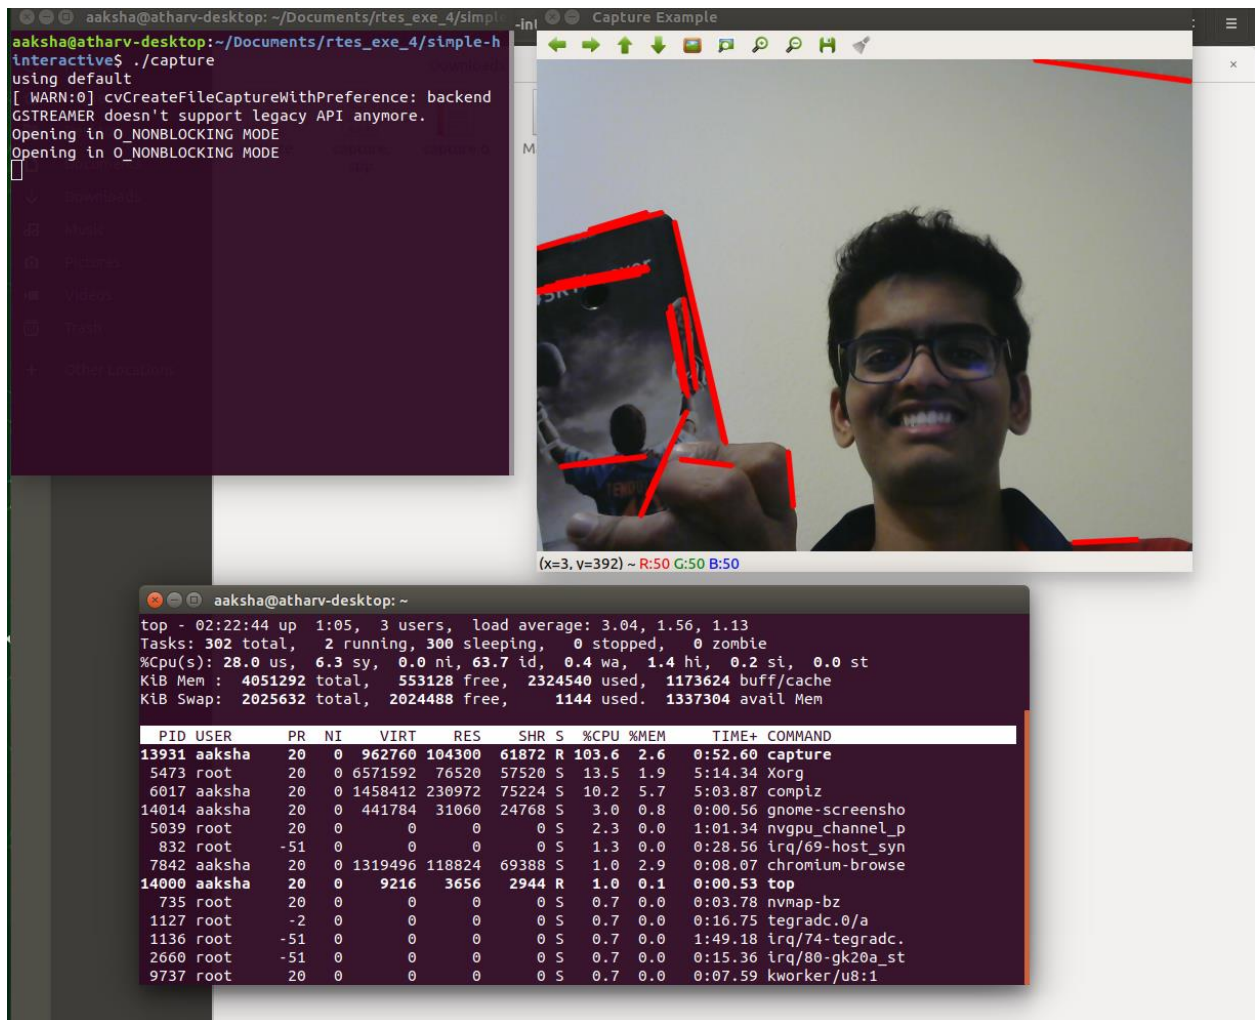 aaksha@atharv-desktop: ~/Documents/rtes_exe_4/simple
-in
Capture Example
aaksha@atharv-desktop:~/Documents/rtes_exe_4/simple-h
interactive$ ./capture
using default
[ WARN:0] cvCreateFileCaptureWithPreference: backend
GSTREAMER doesn't support legacy API anymore.
Opening in O_NONBLOCKING MODE
Opening in O_NONBLOCKING MODE
Downloads
Music
Pictures
Videos
Trash
+ Other Locations
M
TENDU
(x=3, y=392) ~ R:50 G:50 B:50
aaksha@atharv-desktop: ~
top - 02:22:44 up  1:05,  3 users,  load average: 3.04, 1.56, 1.13
Tasks: 302 total,   2 running, 300 sleeping,   0 stopped,   0 zombie
%Cpu(s): 28.0 us,  6.3 sy,  0.0 ni, 63.7 id,  0.4 wa,  1.4 hi,  0.2 si,  0.0 st
KiB Mem :  4051292 total,   553128 free,  2324540 used,  1173624 buff/cache
KiB Swap:  2025632 total,  2024488 free,     1144 used.  1337304 avail Mem
PID USER PR NI VIRT RES SHR S %CPU %MEM TIME+ COMMAND
13931 aaksha 20 0 962760 104300 61872 R 103.6 2.6 0:52.60 capture
5473 root 20 0 6571592 76520 57520 S 13.5 1.9 5:14.34 Xorg
6017 aaksha 20 0 1458412 230972 75224 S 10.2 5.7 5:03.87 compiz
14014 aaksha 20 0 441784 31060 24768 S 3.0 0.8 0:00.56 gnome-screensho
5039 root 20 0 0 0 0 S 2.3 0.0 1:01.34 nvgpu_channel_p
832 root -51 0 0 0 0 S 1.3 0.0 0:28.56 irq/69-host_syn
7842 aaksha 20 0 1319496 118824 69388 S 1.0 2.9 0:08.07 chromium-browse
14000 aaksha 20 0 9216 3656 2944 R 1.0 0.1 0:00.53 top
735 root 20 0 0 0 0 S 0.7 0.0 0:03.78 nvmap-bz
1127 root -2 0 0 0 0 S 0.7 0.0 0:16.75 tegradc.0/a
1136 root -51 0 0 0 0 S 0.7 0.0 1:49.18 irq/74-tegradc.
2660 root -51 0 0 0 0 S 0.7 0.0 0:15.36 irq/80-gk20a_st
9737 root 20 0 0 0 0 S 0.7 0.0 0:07.59 kworker/u8:1